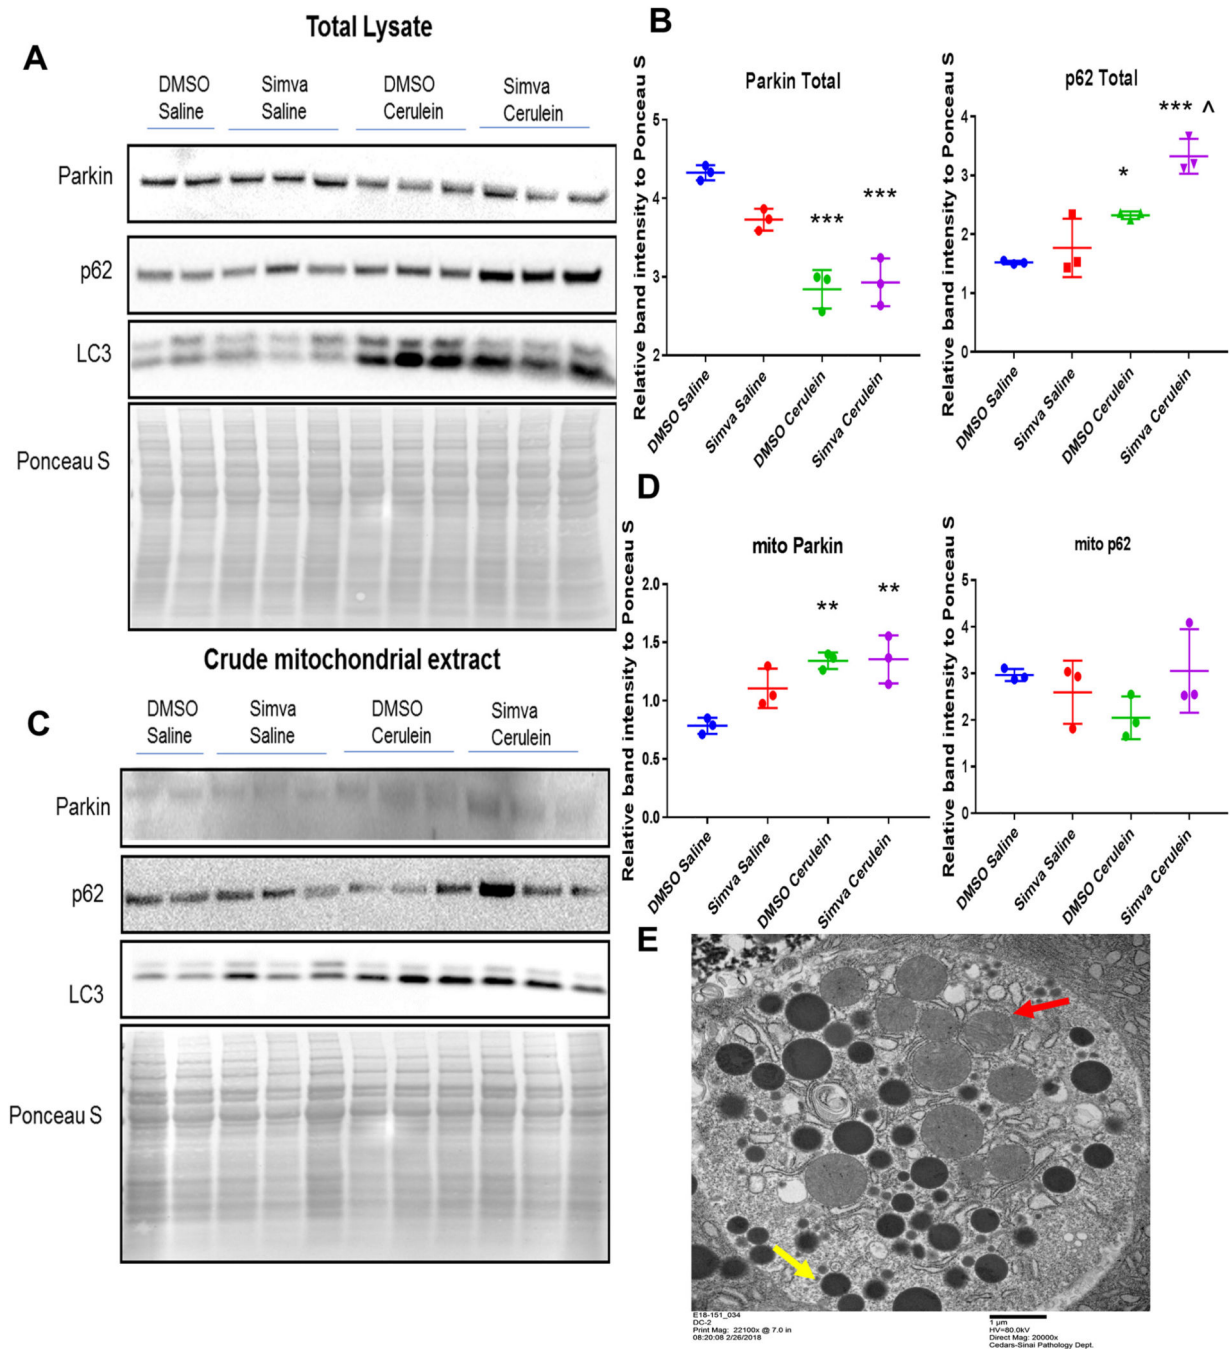 Total Lysate
A
DMSO
Saline
Simva
Saline
DMSO
Cerulein
Simva
Cerulein
Parkin
p62
LC3
Ponceau S
B
Parkin Total
Relative band intensity to Ponceau S
5
4
3
2
***
***
DMSO Saline
Simva Saline
DMSO Cerulein
Simva Cerulein
p62 Total
Relative band intensity to Ponceau S
4
3
2
1
0
*
*** ^
DMSO Saline
Simva Saline
DMSO Cerulein
Simva Cerulein
Crude mitochondrial extract
C
DMSO
Saline
Simva
Saline
DMSO
Cerulein
Simva
Cerulein
Parkin
p62
LC3
Ponceau S
D
mito Parkin
Relative band intensity to Ponceau S
2.0
1.5
1.0
0.5
0.0
**
**
DMSO Saline
Simva Saline
DMSO Cerulein
Simva Cerulein
mito p62
Relative band intensity to Ponceau S
5
4
3
2
1
0
DMSO Saline
Simva Saline
DMSO Cerulein
Simva Cerulein
E
E18-151_034
DC-2
Print Mag: 22100x @ 7.0 in
08:20:08 2/26/2018
1 µm
HV=80.0kV
Direct Mag: 20000x
Cedars-Sinai Pathology Dept.